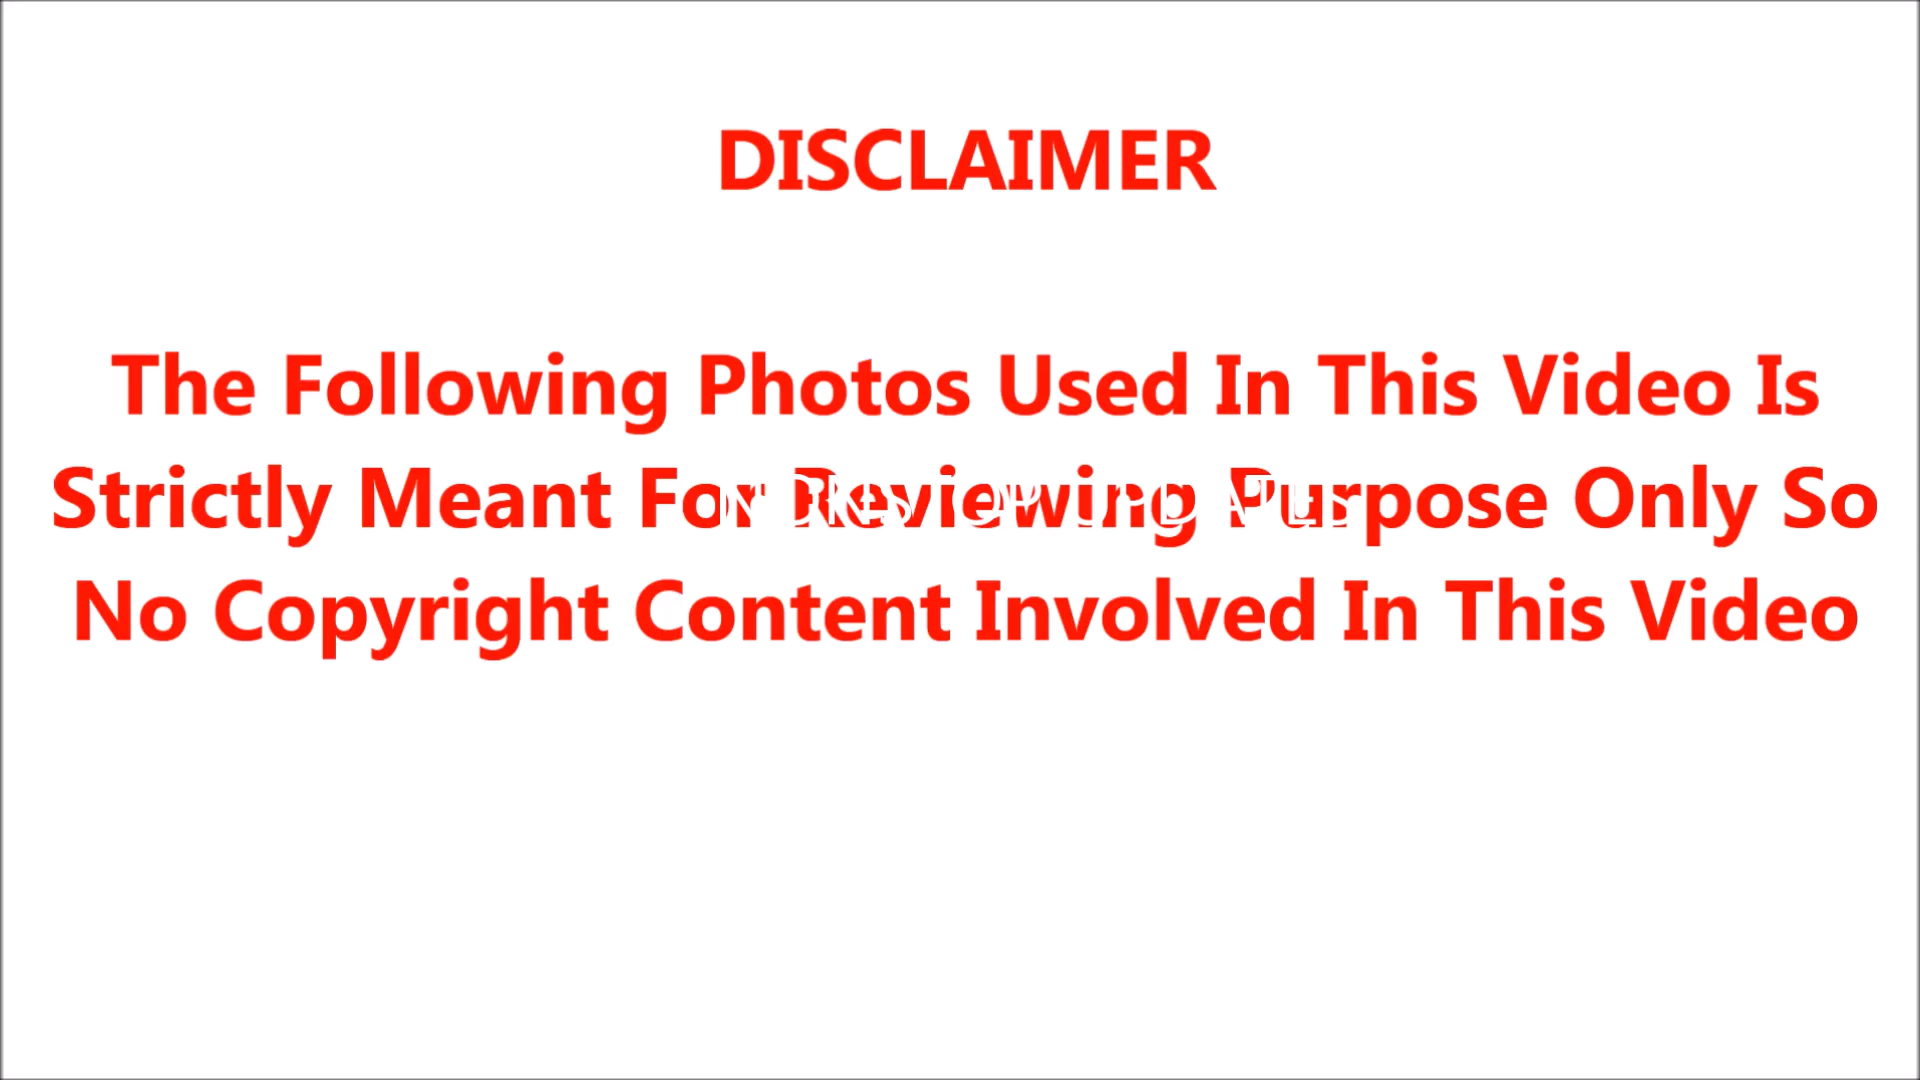 DISCLAIMER
The Following Photos Used In This Video Is
Strictly Meant For Reviewing Purpose Only So
No Copyright Content Involved In This Video
UPDATES